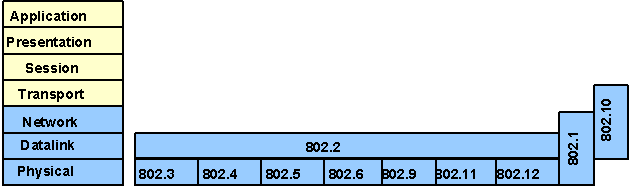 Application
Presentation
Session
Transport
Network
Datalink
Physical
802.2
802.3 802.4 802.5 802.6 802.9 802.11 802.12
802.1
802.10